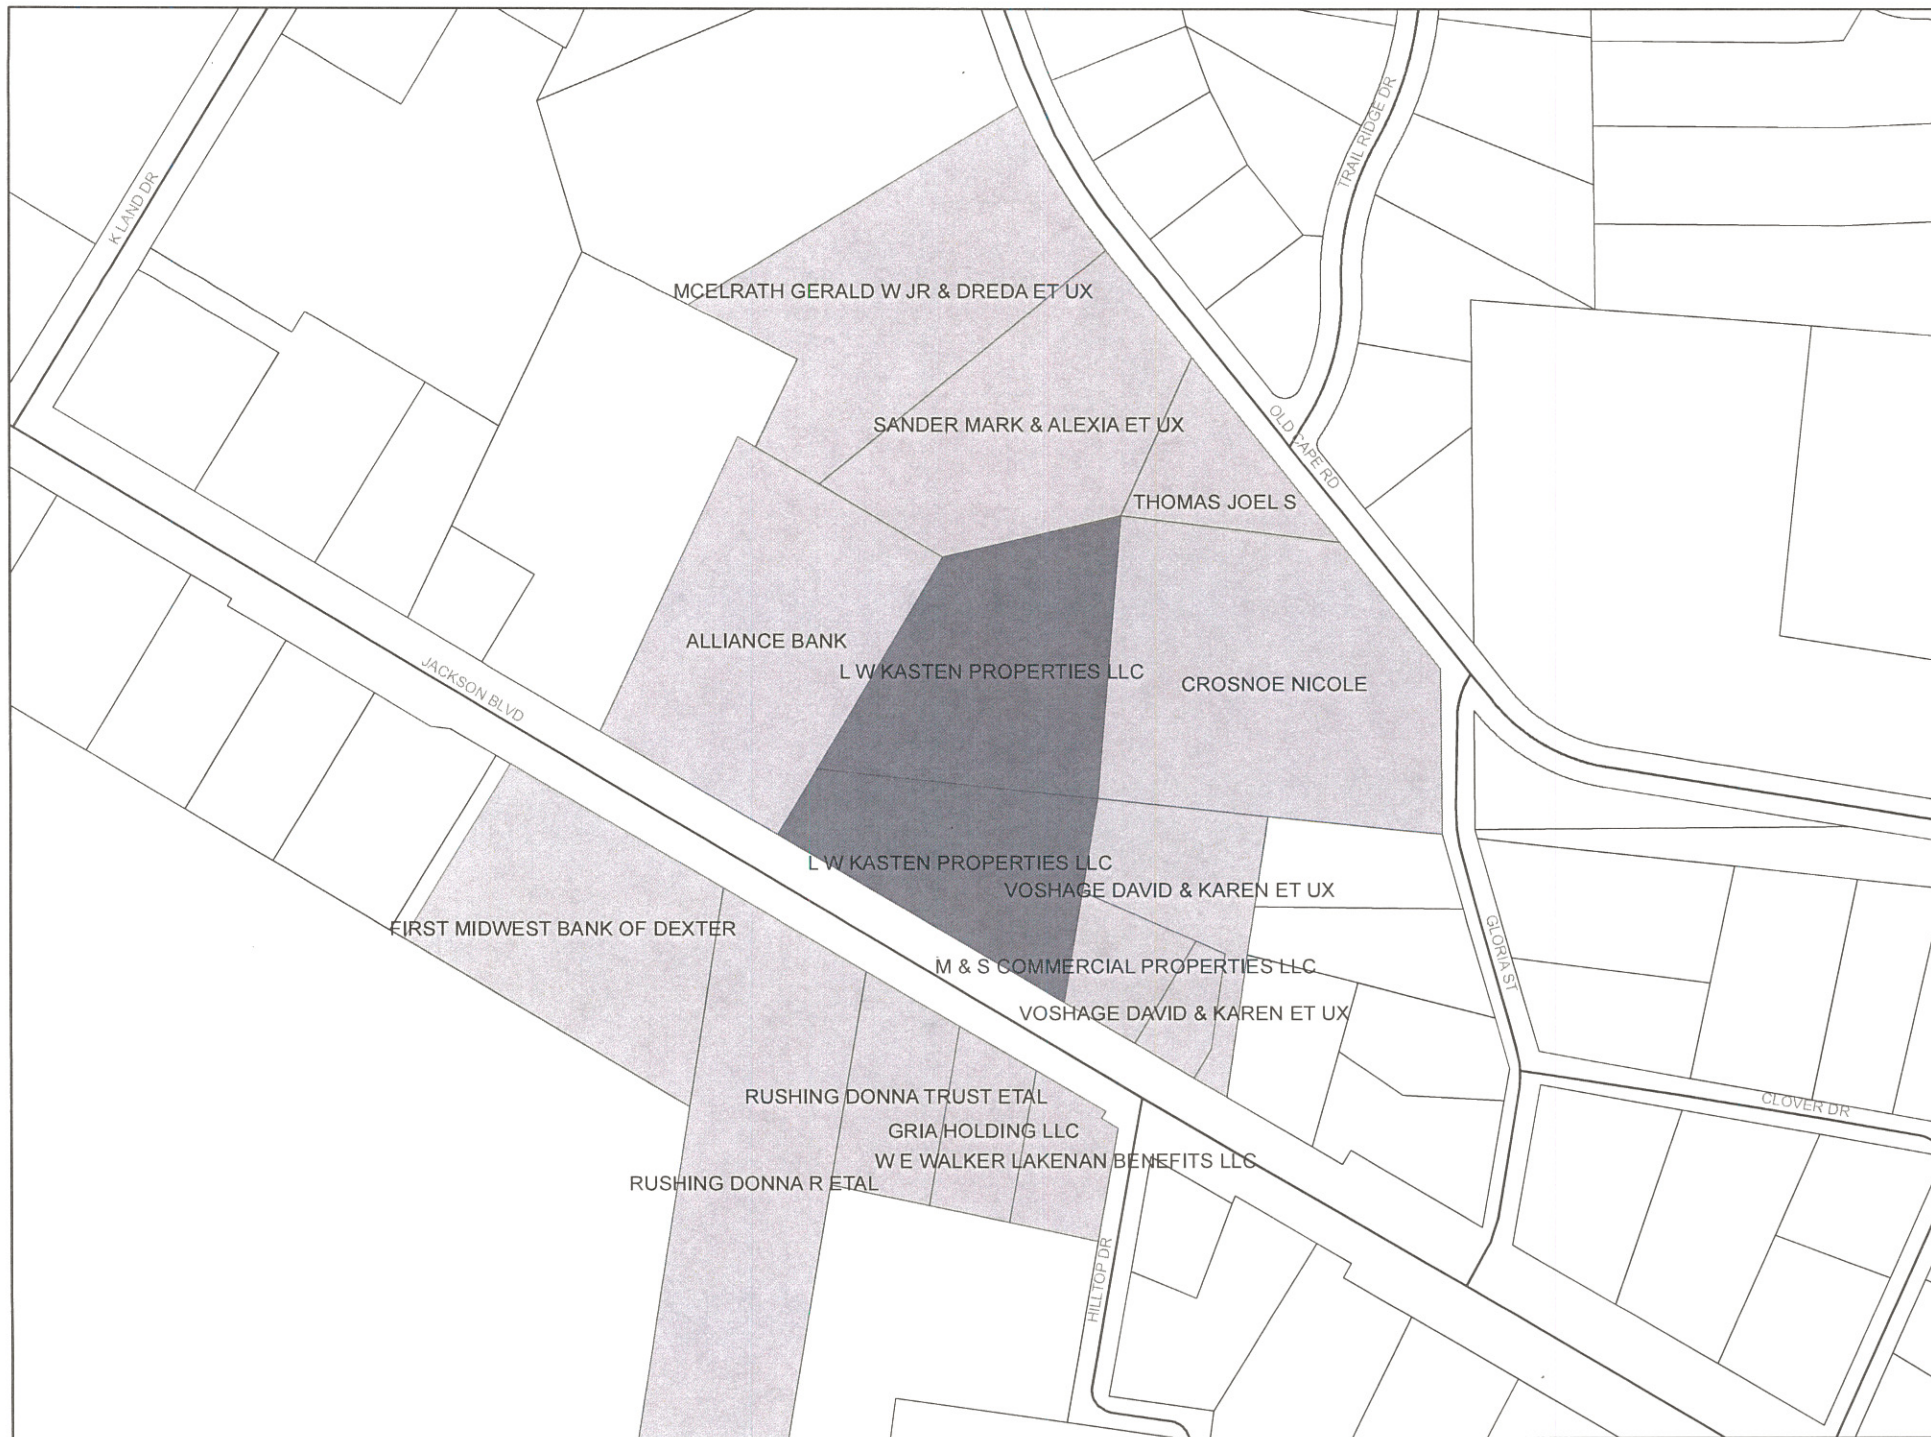 K LAND DR
TRAIL RIDGE DR
MCELRATH GERALD W JR & DREDA ET UX
SANDER MARK & ALEXIA ET UX
OLD CAPE RD
THOMAS JOEL S
ALLIANCE BANK
L W KASTEN PROPERTIES LLC
CROSNOE NICOLE
JACKSON BLVD
L W KASTEN PROPERTIES LLC
VOSHAGE DAVID & KAREN ET UX
FIRST MIDWEST BANK OF DEXTER
GLORIA ST
M & S COMMERCIAL PROPERTIES LLC
VOSHAGE DAVID & KAREN ET UX
RUSHING DONNA TRUST ETAL
CLOVER DR
GRIA HOLDING LLC
W E WALKER LAKENAN BENEFITS LLC
RUSHING DONNA R ETAL
HILLTOP DR